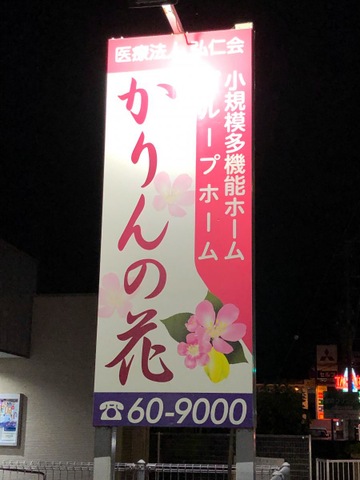 医療法人 弘仁会
小規模多機能ホーム
グループホーム
かりんの花
☎60-9000